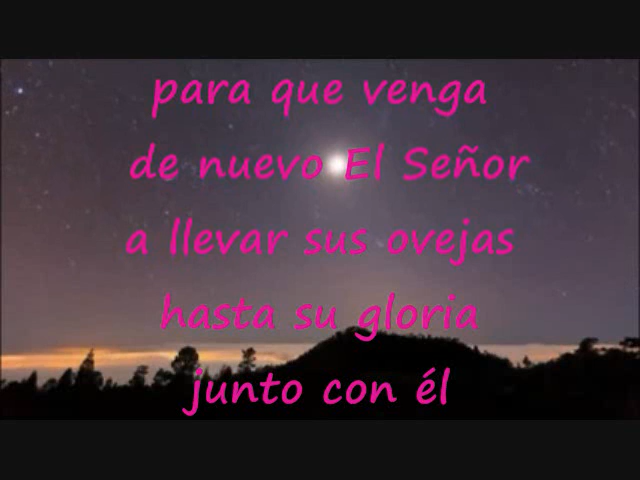 para que venga
de nuevo El Señor
a llevar sus ovejas
hasta su gloria
junto con él